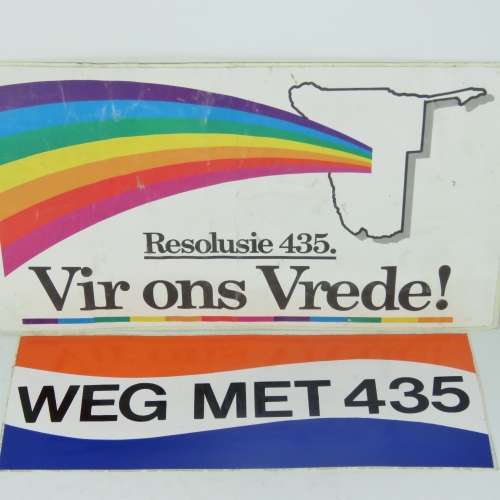 Resolusie 435.
Vir ons Vrede!
WEG MET 435